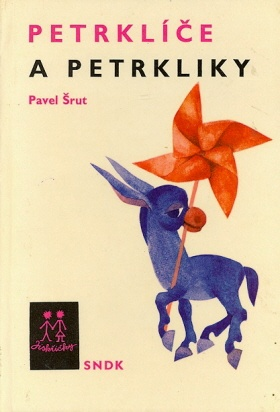 PETRKLÍČE
A PETRKLIKY
Pavel Šrut
SNDK